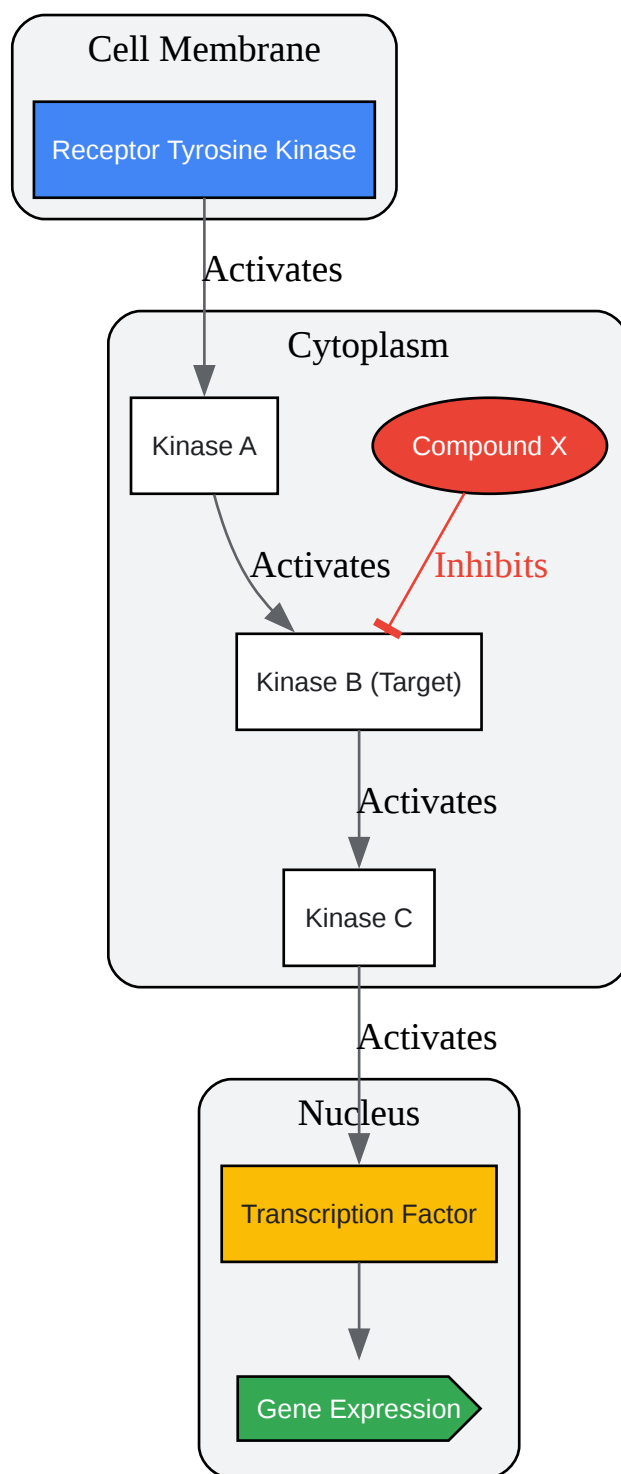 Cell Membrane
Receptor Tyrosine Kinase
Activates
Cytoplasm
Kinase A
Compound X
Activates
Inhibits
Kinase B (Target)
Activates
Kinase C
Activates
Nucleus
Transcription Factor
Gene Expression